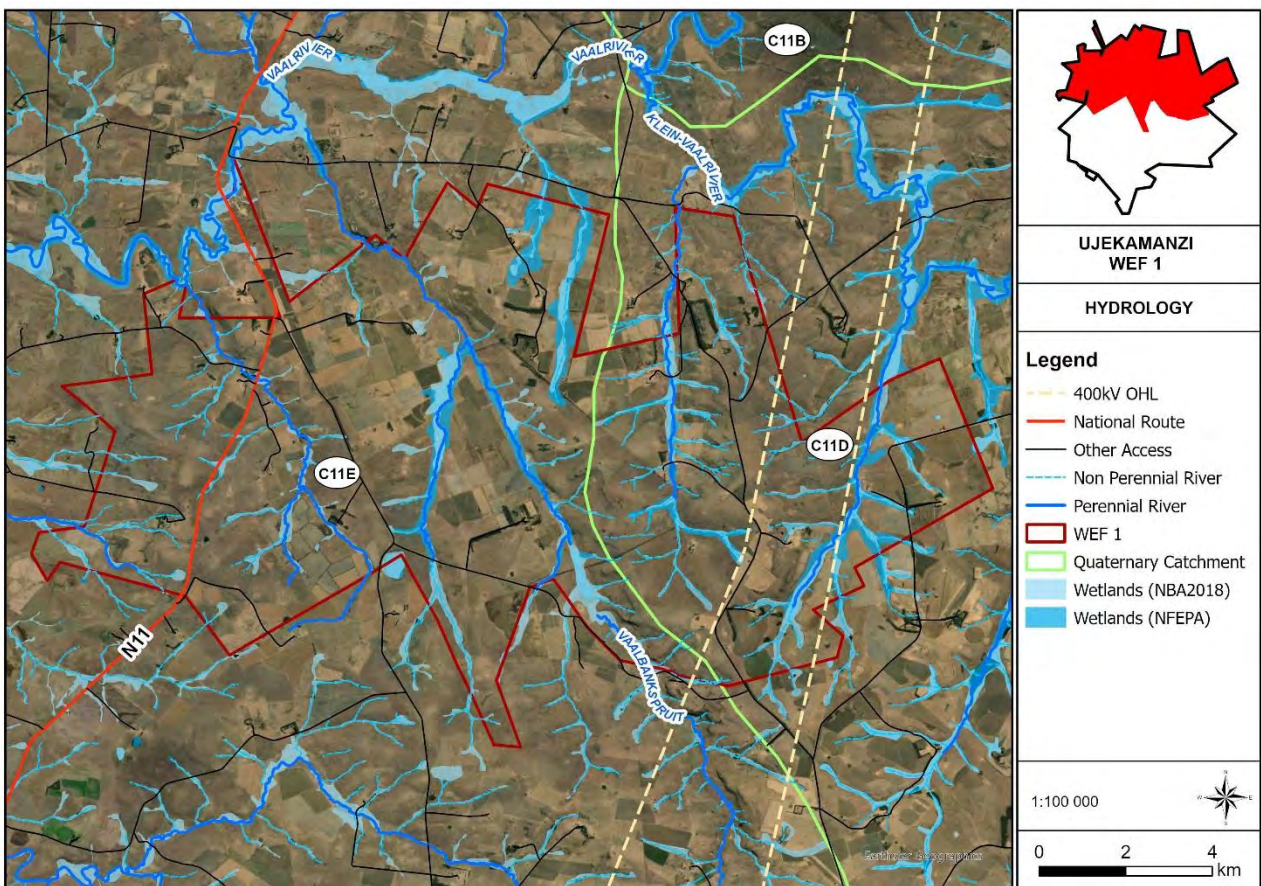 C11B
VAALRIVIER
VAALRIVIER
KLEIN-VAALRIVIER
C11D
C11E
N11
VAALBANKSPRUIT
Earthstar Geographics
UJEKAMANZI
WEF 1
HYDROLOGY
Legend
400kV OHL
National Route
Other Access
Non Perennial River
Perennial River
WEF 1
Quaternary Catchment
Wetlands (NBA2018)
Wetlands (NFEPA)
1:100 000
N
W
E
S
0 2 4
km